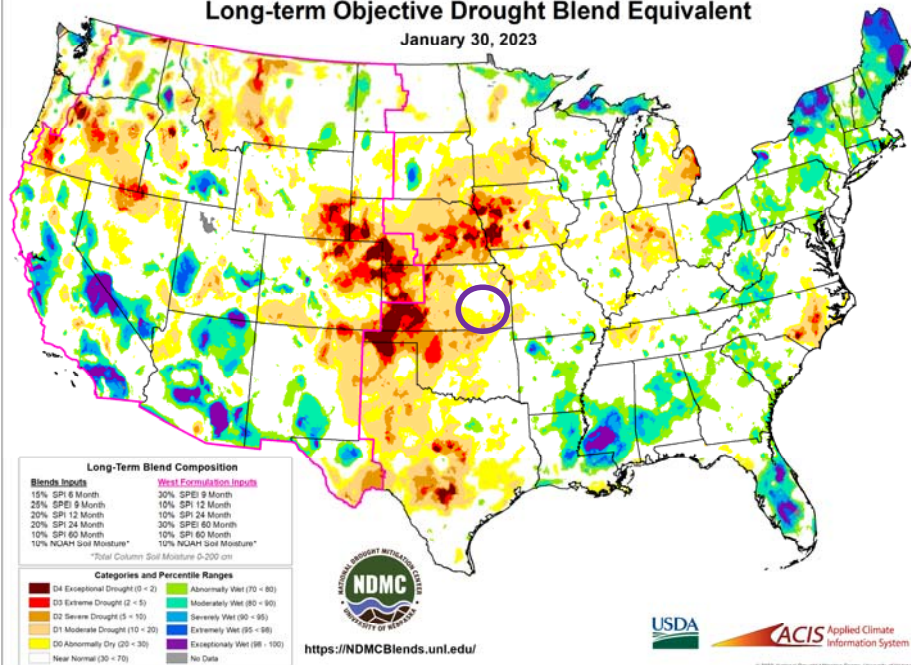 Long-term Objective Drought Blend Equivalent
January 30, 2023
Long-Term Blend Composition
Blends Inputs
15% SPI 6 Month
25% SPEI 9 Month
20% SPI 12 Month
20% SPI 24 Month
10% SPI 60 Month
10% NOAH Soil Moisture*
West Formulation Inputs
30% SPEI 9 Month
10% SPI 12 Month
10% SPI 24 Month
30% SPEI 60 Month
10% SPI 60 Month
10% NOAH Soil Moisture*
*Total Column Soil Moisture 0-200 cm
Categories and Percentile Ranges
D4 Exceptional Drought (0 < 2)
D3 Extreme Drought (2 < 5)
D2 Severe Drought (5 < 10)
D1 Moderate Drought (10 < 20)
D0 Abnormally Dry (20 < 30)
Near Normal (30 < 70)
Abnormally Wet (70 < 80)
Moderately Wet (80 < 90)
Severely Wet (90 < 95)
Extremely Wet (95 < 98)
Exceptionaly Wet (98 - 100)
No Data
NATIONAL DROUGHT MITIGATION CENTER
NDMC
UNIVERSITY OF NEBRASKA
https://NDMCBlends.unl.edu/
USDA
ACIS Applied Climate
Information System